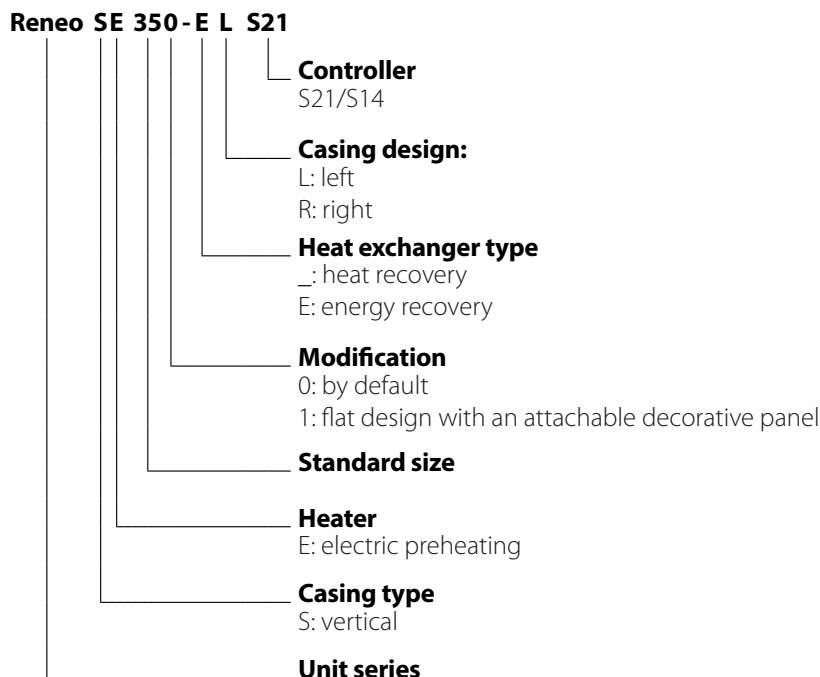 Reneo SE 350-E L S21
Controller
S21/S14
Casing design:
L: left
R: right
Heat exchanger type
_: heat recovery
E: energy recovery
Modification
0: by default
1: flat design with an attachable decorative panel
Standard size
Heater
E: electric preheating
Casing type
S: vertical
Unit series